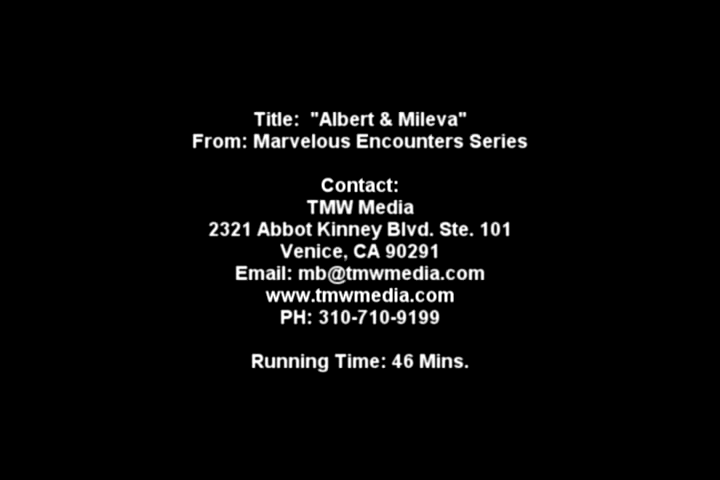 Title:  "Albert & Mileva"
From: Marvelous Encounters Series
Contact:
TMW Media
2321 Abbot Kinney Blvd. Ste. 101
Venice, CA 90291
Email: mb@tmwmedia.com
www.tmwmedia.com
PH: 310-710-9199
Running Time: 46 Mins.